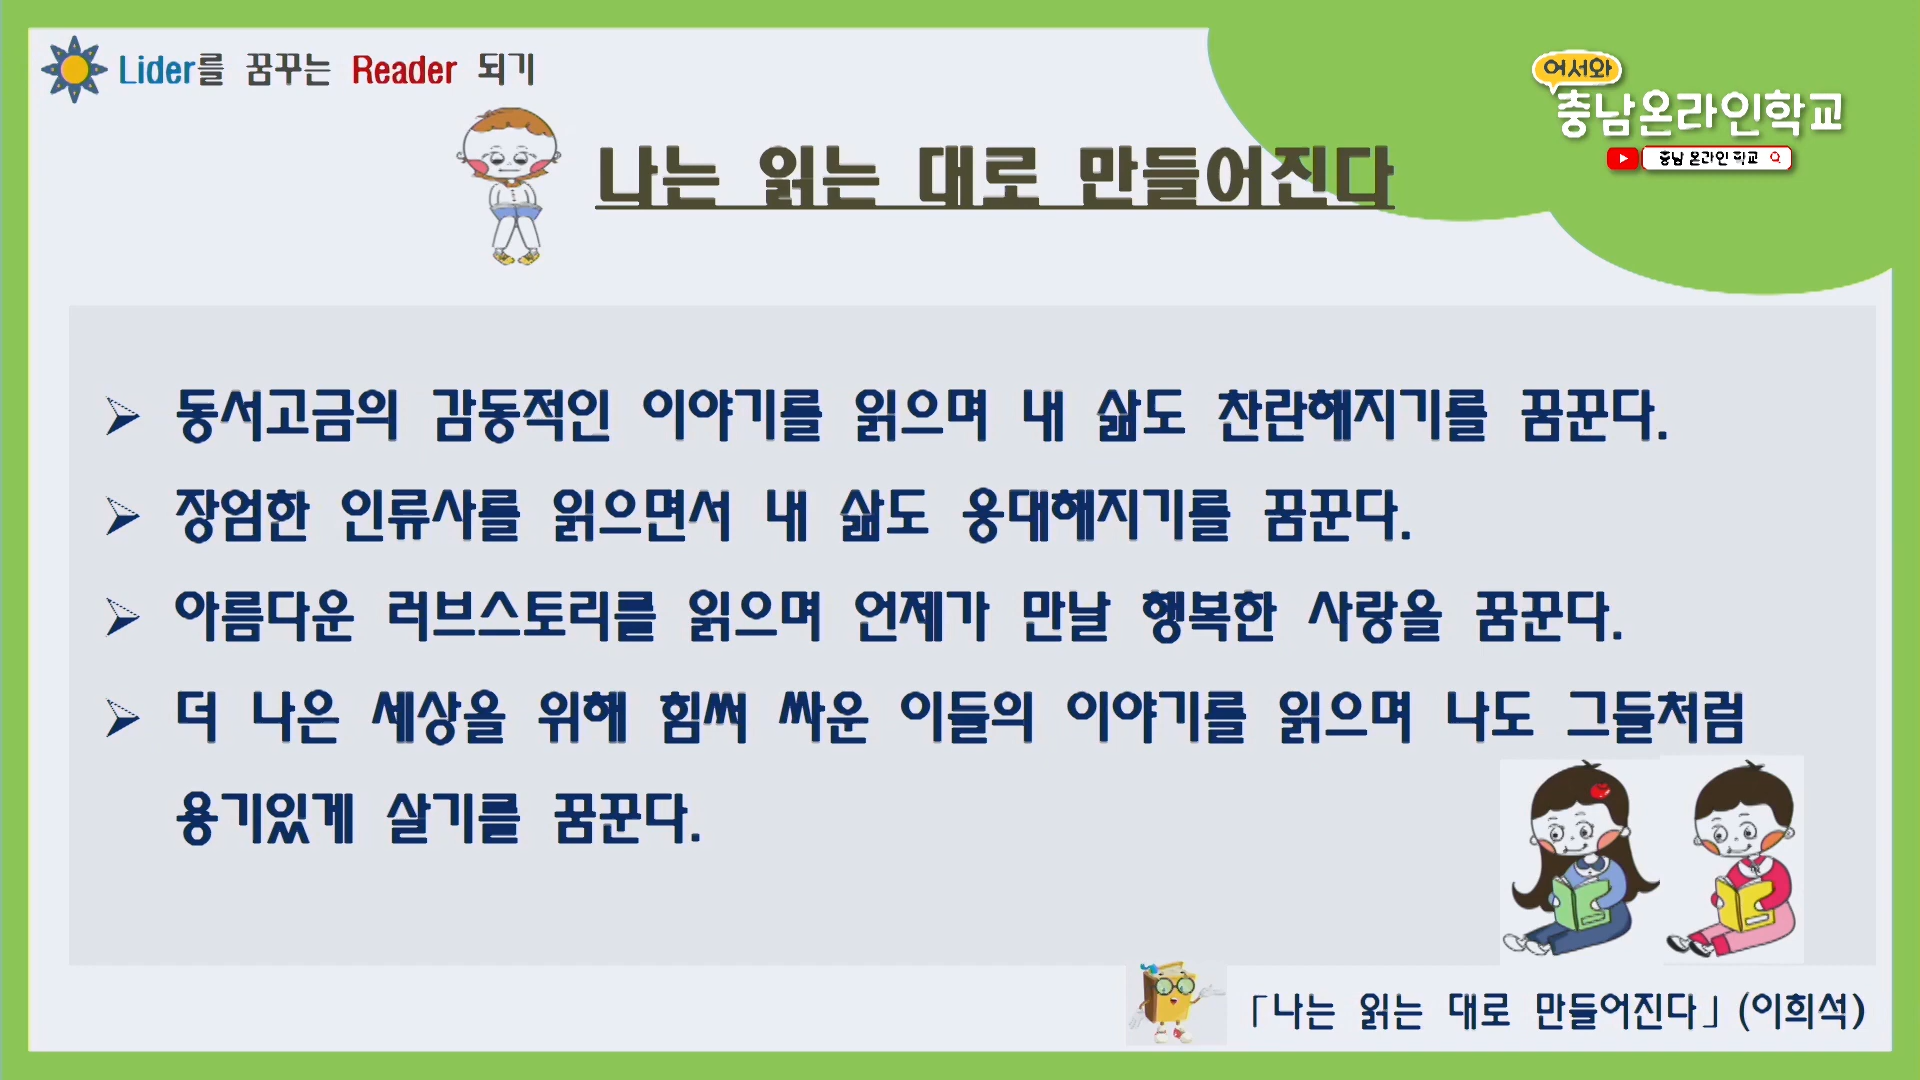 Lider를 꿈꾸는 Reader 되기
어서와
충남온라인학교
충남 온라인 학교
나는 읽는 대로 만들어진다
➢ 동서고금의 감동적인 이야기를 읽으며 내 삶도 찬란해지기를 꿈꾼다.
➢ 장엄한 인류사를 읽으면서 내 삶도 웅대해지기를 꿈꾼다.
➢ 아름다운 러브스토리를 읽으며 언제가 만날 행복한 사랑을 꿈꾼다.
➢ 더 나은 세상을 위해 힘써 싸운 이들의 이야기를 읽으며 나도 그들처럼
용기있게 살기를 꿈꾼다.
「나는 읽는 대로 만들어진다」(이희석)